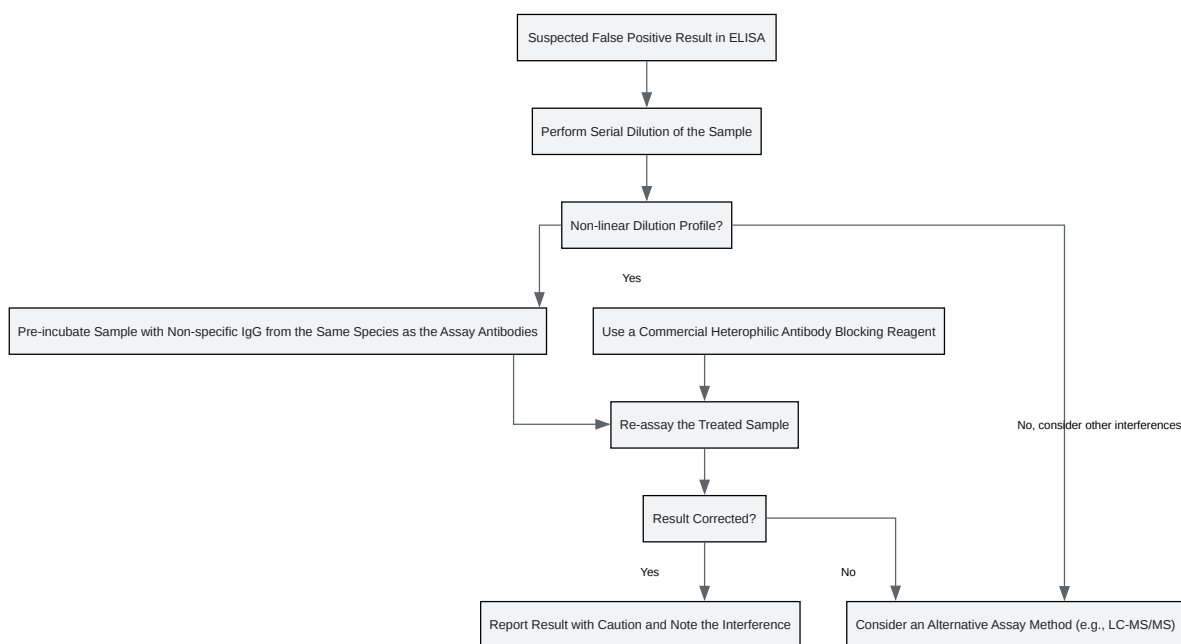 Suspected False Positive Result in ELISA
Perform Serial Dilution of the Sample
Non-linear Dilution Profile?
Yes
Pre-incubate Sample with Non-specific IgG from the Same Species as the Assay Antibodies
Use a Commercial Heterophilic Antibody Blocking Reagent
Re-assay the Treated Sample
No, consider other interferences
Result Corrected?
Yes
No
Report Result with Caution and Note the Interference
Consider an Alternative Assay Method (e.g., LC-MS/MS)